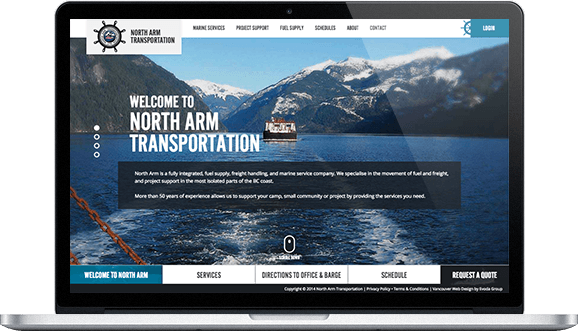 NORTH ARM
TRANSPORTATION
MARINE SERVICES PROJECT SUPPORT FUEL SUPPLY SCHEDULES ABOUT CONTACT
LOGIN
WELCOME TO
NORTH ARM
TRANSPORTATION
North Arm is a fully integrated, fuel supply, freight handling, and marine service company. We specialise in the movement of fuel and freight,
and project support in the most isolated parts of the BC coast.
More than 50 years of experience allows us to support your camp, small community or project by providing the services you need.
SCROLL DOWN
WELCOME TO NORTH ARM SERVICES DIRECTIONS TO OFFICE & BARGE SCHEDULE REQUEST A QUOTE
Copyright © 2014 North Arm Transportation | Privacy Policy • Terms & Conditions | Vancouver Web Design by Evoda Group